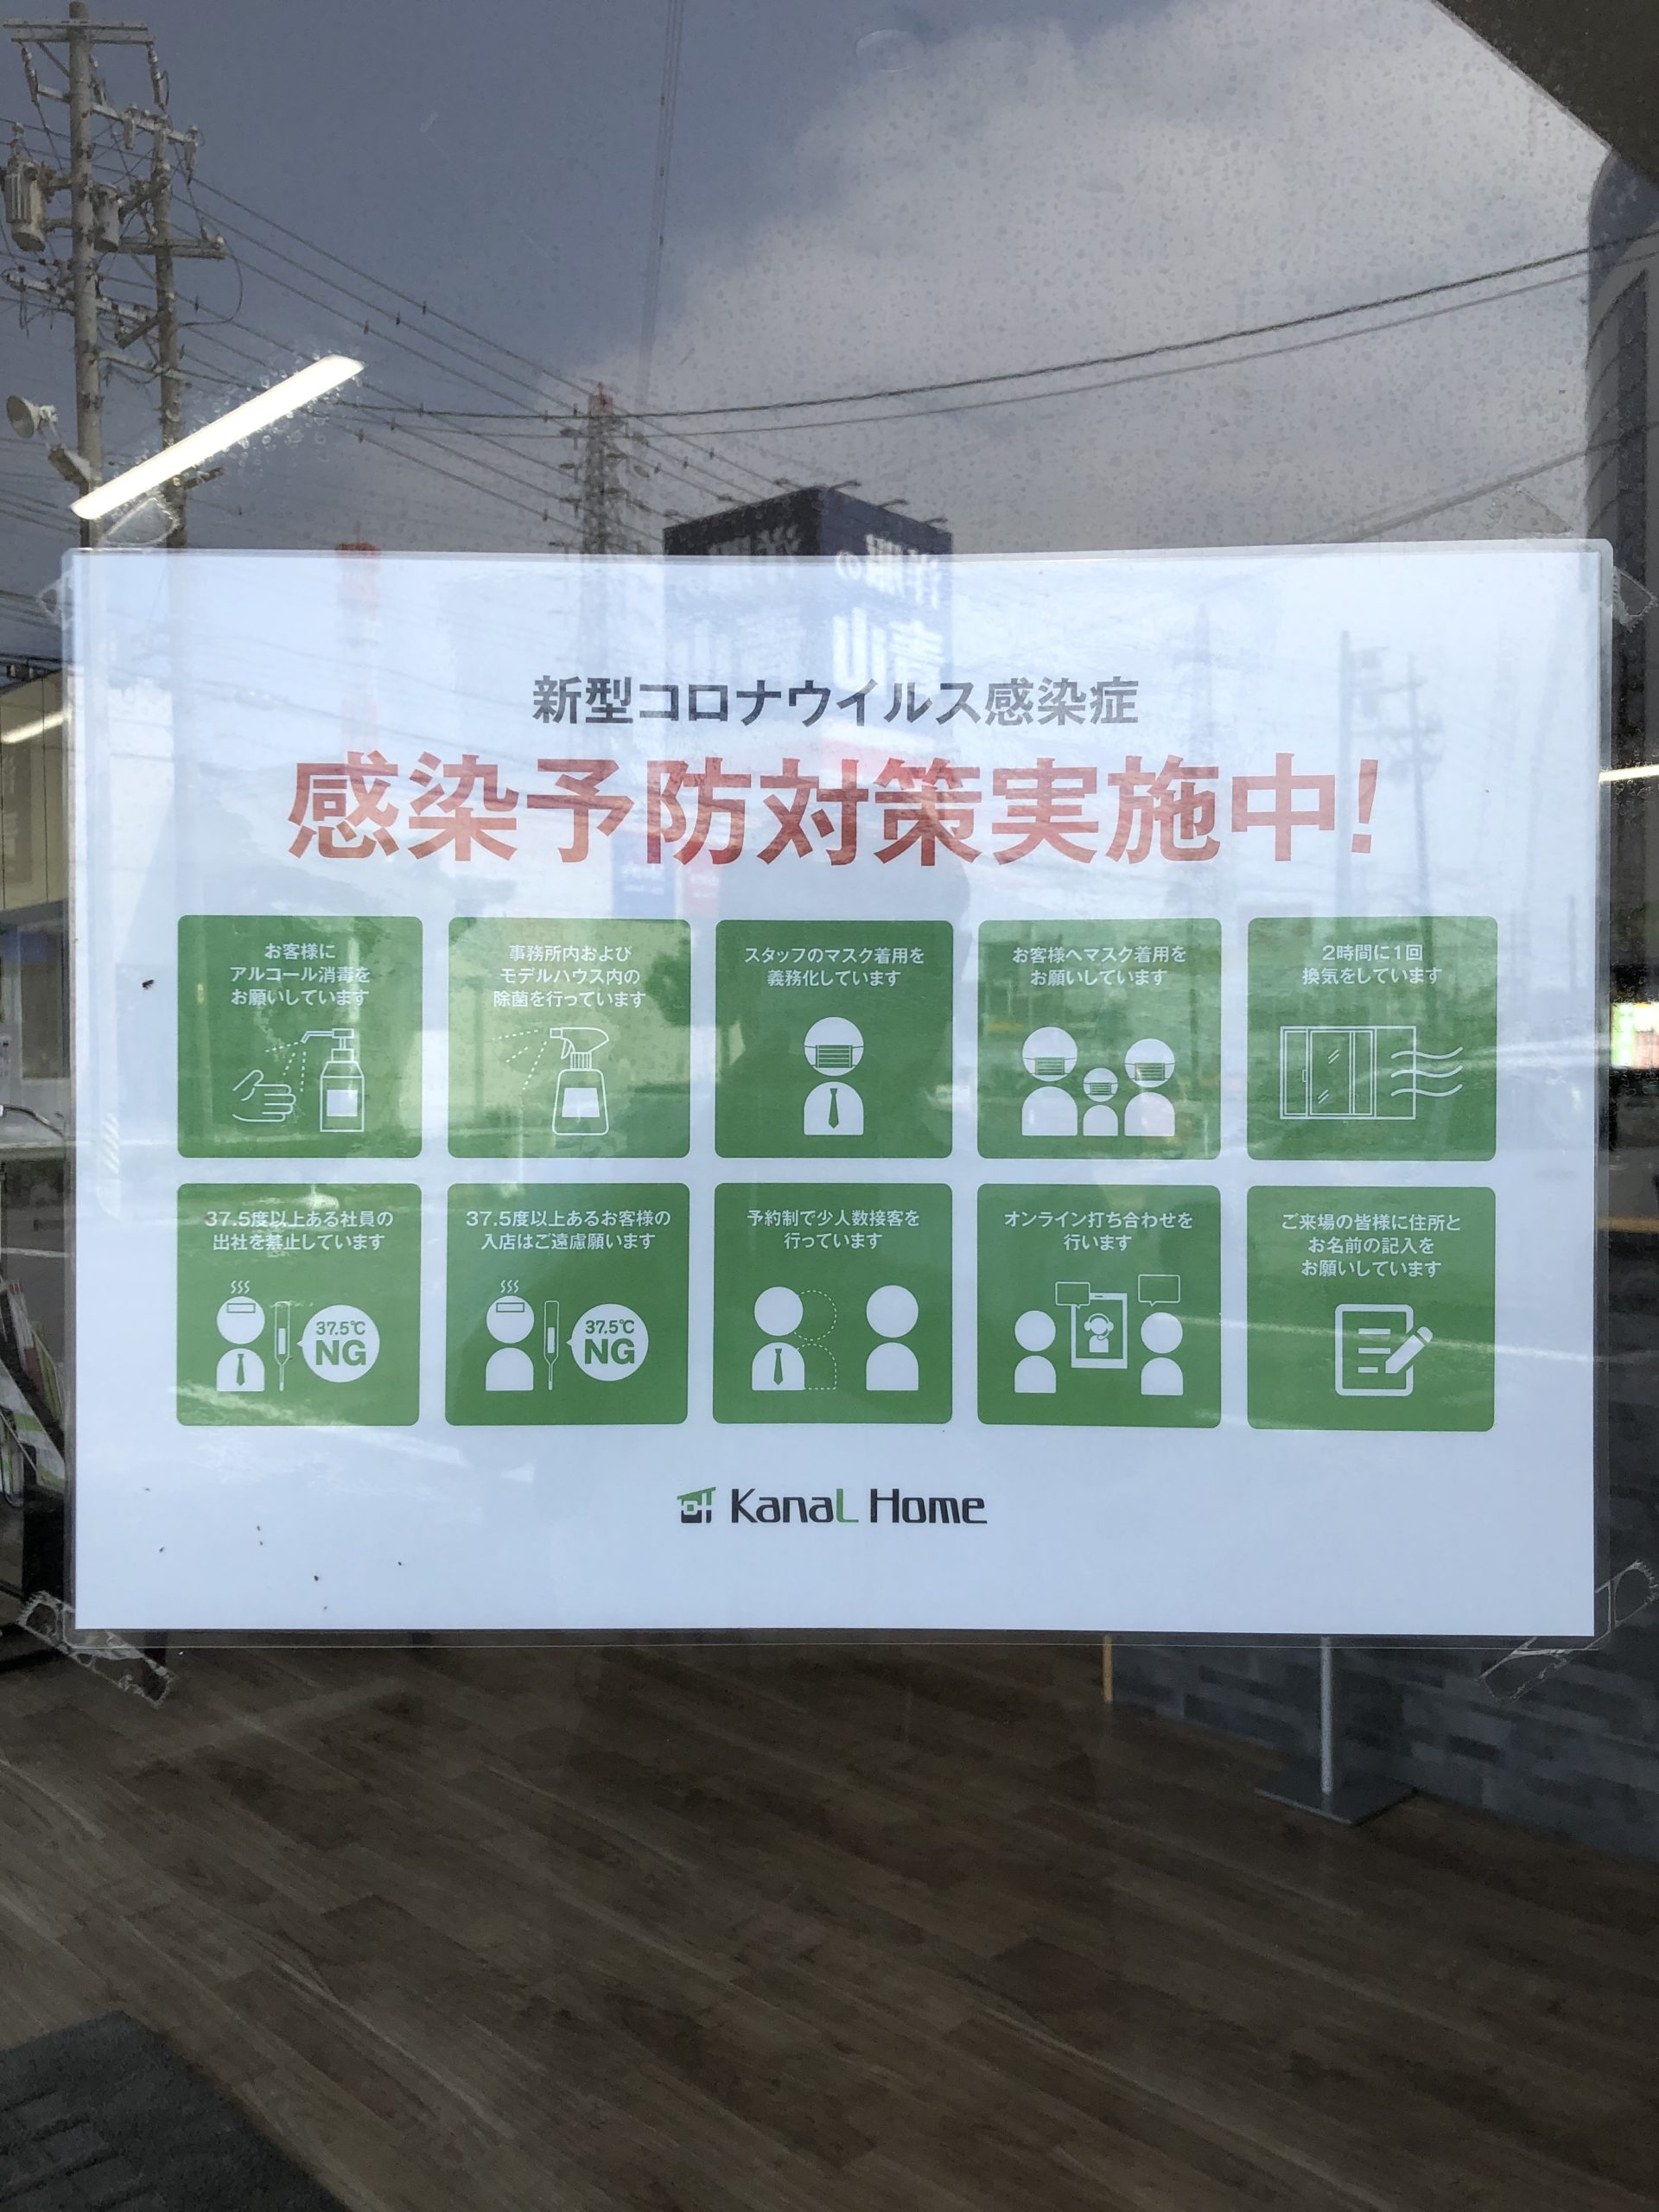 新型コロナウイルス感染症
感染予防対策実施中!
お客様に
アルコール消毒を
お願いしています
事務所内および
モデルハウス内の
除菌を行っています
スタッフのマスク着用を
義務化しています
お客様へマスク着用を
お願いしています
2時間に1回
換気をしています
37.5度以上ある社員の
出社を禁止しています
37.5℃
NG
37.5度以上あるお客様の
入店はご遠慮願います
37.5℃
NG
予約制で少人数接客を
行っています
オンライン打ち合わせを
行います
ご来場の皆様に住所と
お名前の記入を
お願いしています
KanaL Home
洋服の
青山